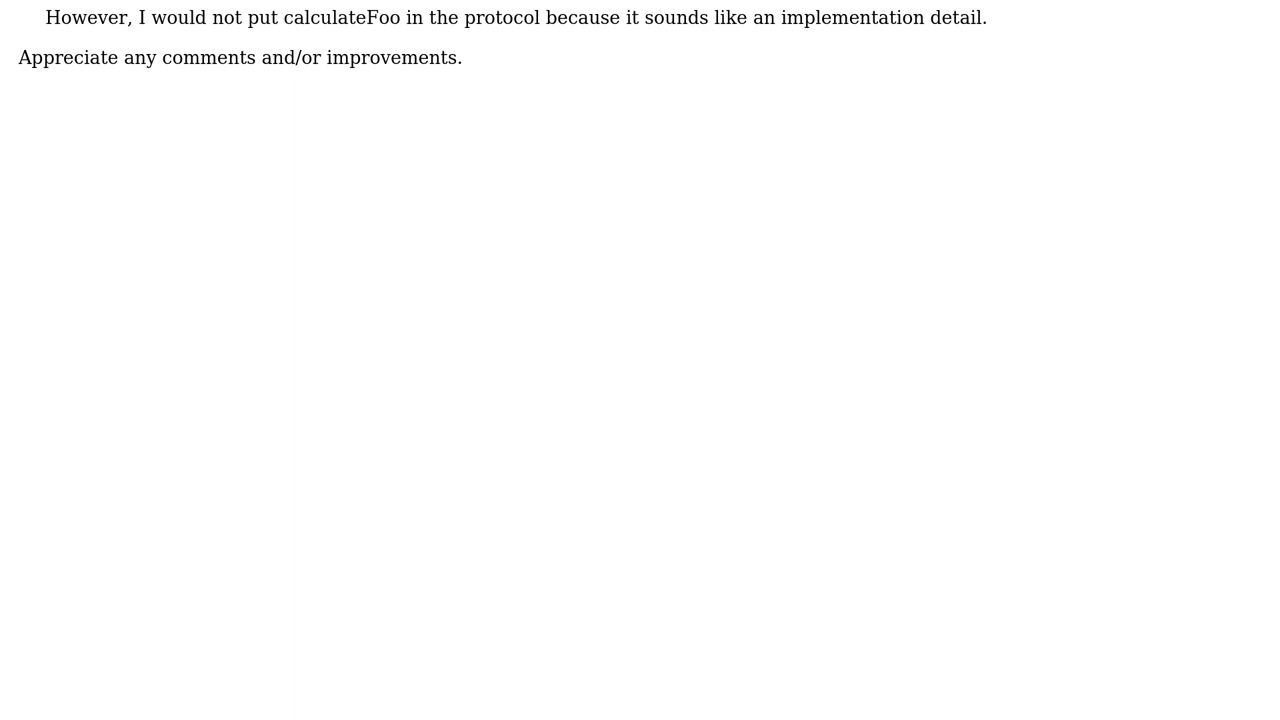 However, I would not put calculateFoo in the protocol because it sounds like an implementation detail.
Appreciate any comments and/or improvements.